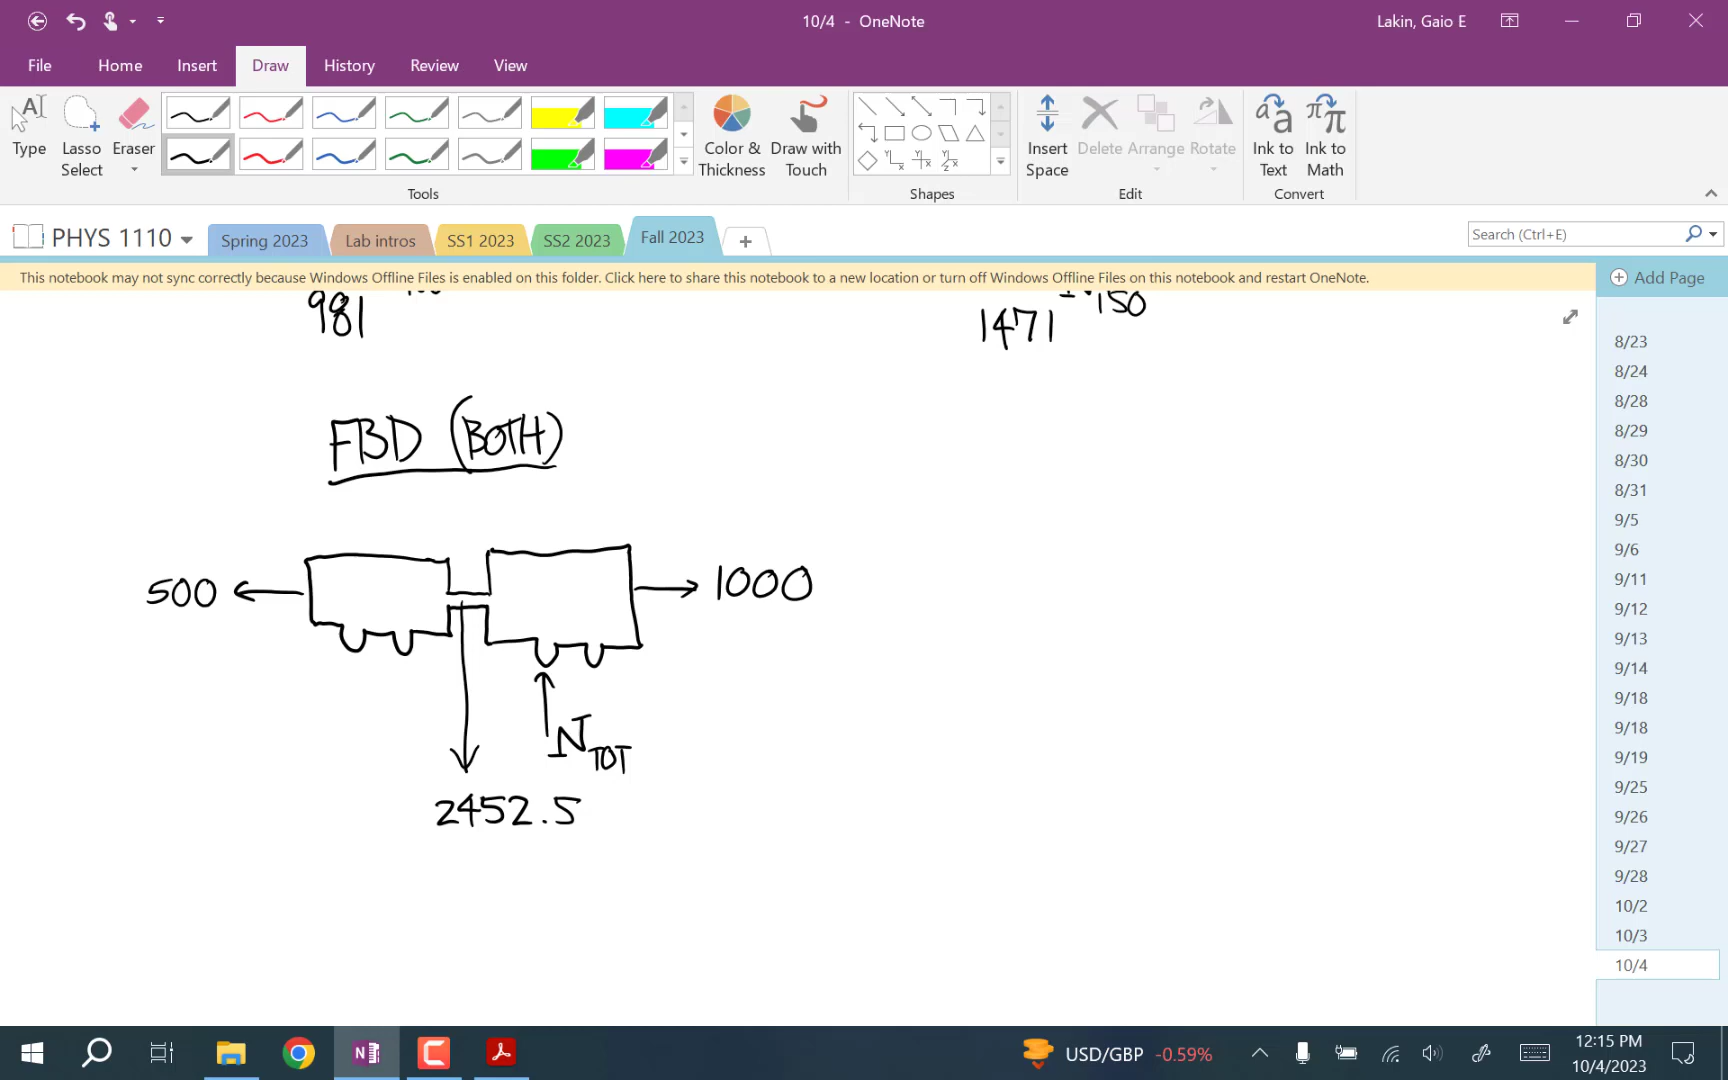 10/4 - OneNote
Lakin, Gaio E
File Home Insert Draw History Review View
Type
Lasso Select
Eraser
Color & Thickness
Draw with Touch
Insert Space
Delete Arrange Rotate
Ink to Text
Ink to Math
Tools
Shapes
Edit
Convert
PHYS 1110
Spring 2023 Lab intros SS1 2023 SS2 2023 Fall 2023
Search (Ctrl+E)
This notebook may not sync correctly because Windows Offline Files is enabled on this folder. Click here to share this notebook to a new location or turn off Windows Offline Files on this notebook and restart OneNote.
Add Page
981
150
1471
FBD (BOTH)
500
1000
N TOT
2452.5
8/23
8/24
8/28
8/29
8/30
8/31
9/5
9/6
9/11
9/12
9/13
9/14
9/18
9/18
9/19
9/25
9/26
9/27
9/28
10/2
10/3
10/4
USD/GBP -0.59%
12:15 PM
10/4/2023